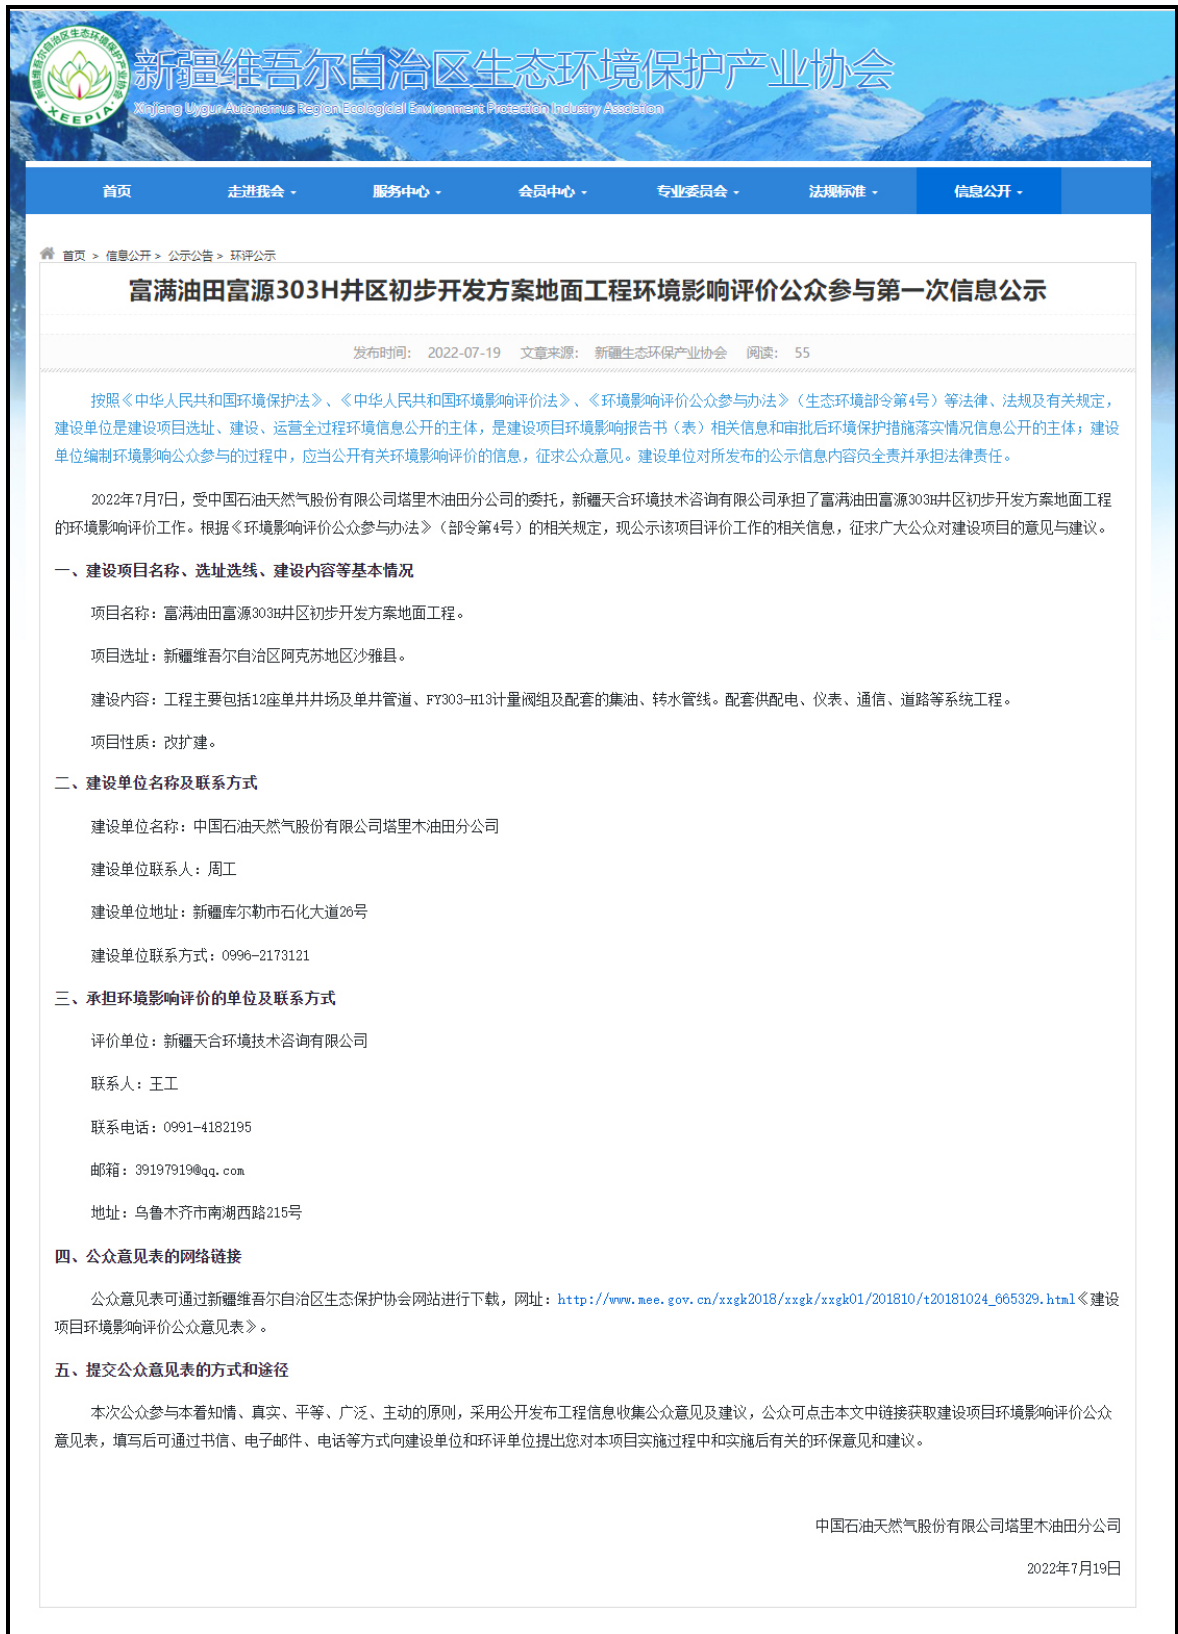 新疆维吾尔自治区生态环境保护产业协会
XEEPIA
新疆维吾尔自治区生态环境保护产业协会
Xinjiang Uygur Autonomus Region Ecologicial Environment Protection Industry Assciation
首页 走进我会 服务中心 会员中心 专业委员会 法规标准 信息公开
首页 > 信息公开 > 公示公告 > 环评公示
富满油田富源303H井区初步开发方案地面工程环境影响评价公众参与第一次信息公示
发布时间： 2022-07-19 文章来源： 新疆生态环保产业协会 阅读： 55
按照《中华人民共和国环境保护法》、《中华人民共和国环境影响评价法》、《环境影响评价公众参与办法》（生态环境部令第4号）等法律、法规及有关规定，
建设单位是建设项目选址、建设、运营全过程环境信息公开的主体，是建设项目环境影响报告书（表）相关信息和审批后环境保护措施落实情况信息公开的主体；建设
单位编制环境影响公众参与的过程中，应当公开有关环境影响评价的信息，征求公众意见。建设单位对所发布的公示信息内容负全责并承担法律责任。
2022年7月7日，受中国石油天然气股份有限公司塔里木油田分公司的委托，新疆天合环境技术咨询有限公司承担了富满油田富源303H井区初步开发方案地面工程
的环境影响评价工作。根据《环境影响评价公众参与办法》（部令第4号）的相关规定，现公示该项目评价工作的相关信息，征求广大公众对建设项目的意见与建议。
一、建设项目名称、选址选线、建设内容等基本情况
项目名称：富满油田富源303H井区初步开发方案地面工程。
项目选址：新疆维吾尔自治区阿克苏地区沙雅县。
建设内容：工程主要包括12座单井井场及单井管道、FY303-H13计量阀组及配套的集油、转水管线。配套供配电、仪表、通信、道路等系统工程。
项目性质：改扩建。
二、建设单位名称及联系方式
建设单位名称：中国石油天然气股份有限公司塔里木油田分公司
建设单位联系人：周工
建设单位地址：新疆库尔勒市石化大道26号
建设单位联系方式：0996-2173121
三、承担环境影响评价的单位及联系方式
评价单位：新疆天合环境技术咨询有限公司
联系人：王工
联系电话：0991-4182195
邮箱：39197919@qq.com
地址：乌鲁木齐市南湖西路215号
四、公众意见表的网络链接
公众意见表可通过新疆维吾尔自治区生态保护协会网站进行下载，网址：http://www.mee.gov.cn/xxgk2018/xxgk/xxgk01/201810/t20181024_665329.html《建设
项目环境影响评价公众意见表》。
五、提交公众意见表的方式和途径
本次公众参与本着知情、真实、平等、广泛、主动的原则，采用公开发布工程信息收集公众意见及建议，公众可点击本文中链接获取建设项目环境影响评价公众
意见表，填写后可通过书信、电子邮件、电话等方式向建设单位和环评单位提出您对本项目实施过程中和实施后有关的环保意见和建议。
中国石油天然气股份有限公司塔里木油田分公司
2022年7月19日